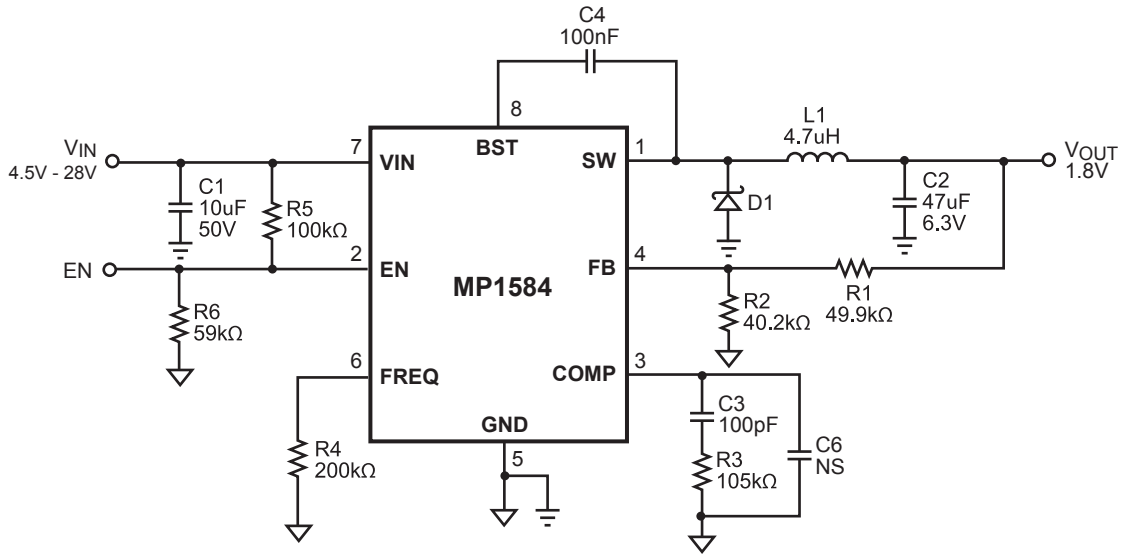 C4
100nF
8
BST
VIN
4.5V - 28V
7
VIN
SW
1
L1
4.7uH
VOUT
1.8V
C1
10uF
50V
R5
100kΩ
D1
C2
47uF
6.3V
EN
2
EN
MP1584
FB
4
R1
49.9kΩ
R6
59kΩ
R2
40.2kΩ
6
FREQ
COMP
3
GND
5
R4
200kΩ
C3
100pF
R3
105kΩ
C6
NS